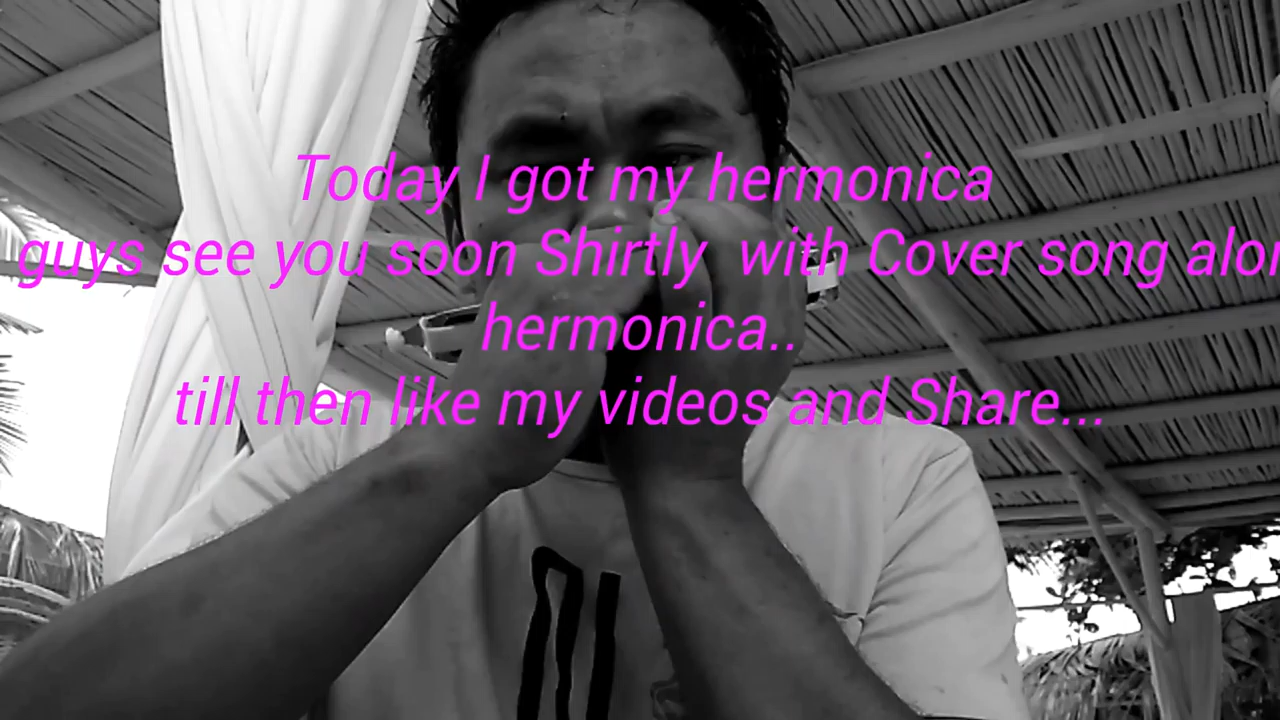 Today I got my hermonica
guys see you soon Shirtly with Cover song
hermonica..
till then like my videos and Share...